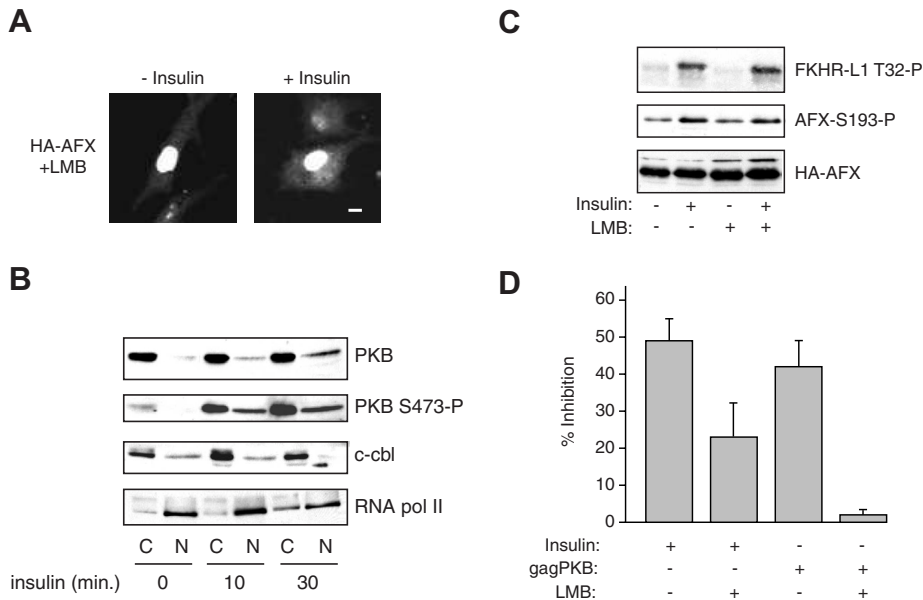 A
- Insulin + Insulin
HA-AFX
+LMB
B
PKB
PKB S473-P
c-cbl
RNA pol II
C N C N C N
insulin (min.) 0 10 30
C
FKHR-L1 T32-P
AFX-S193-P
HA-AFX
Insulin: - + - +
LMB: - - + +
D
% Inhibition
60
50
40
30
20
10
0
Insulin: + + - -
gagPKB: - - + +
LMB: - + - +